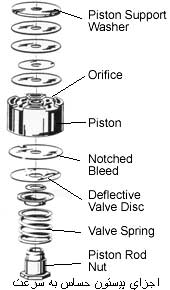 Piston Support
Washer
Orifice
Piston
Notched
Bleed
Deflective
Valve Disc
Valve Spring
Piston Rod
Nut
اجزای پیستون حساس به سرعت